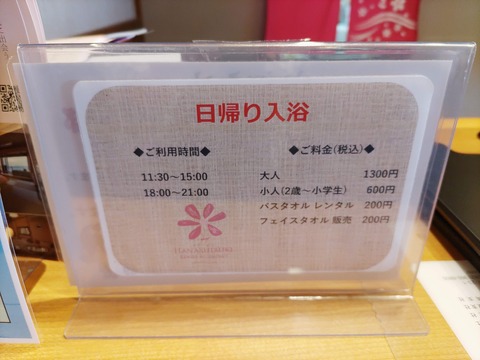 日帰り入浴
◆ご利用時間◆
11:30～15:00
18:00～21:00
◆ご料金(税込)◆
大人 1300円
小人(2歳～小学生) 600円
バスタオル レンタル 200円
フェイスタオル 販売 200円